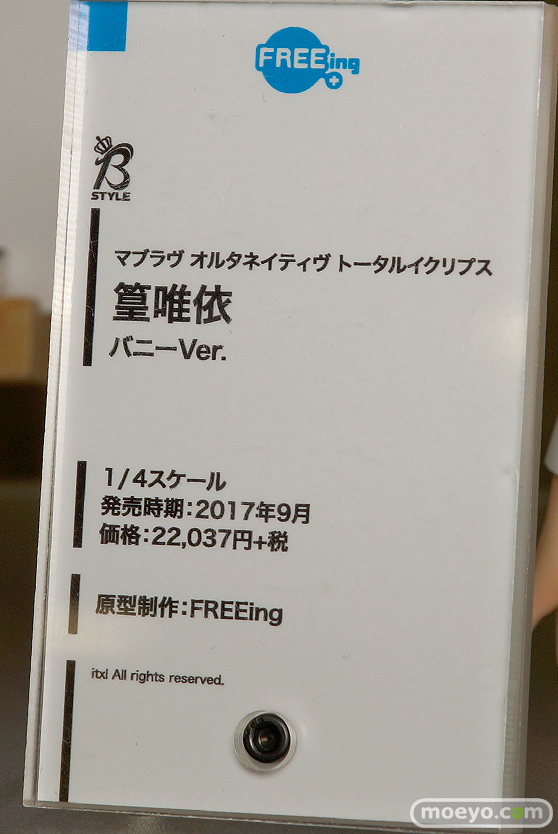 FREEing
B
STYLE
マブラヴ オルタネイティヴ トータルイクリプス
篁唯依
バニーVer.
1/4スケール
発売時期：2017年9月
価格：22,037円+税
原型制作：FREEing
itxl All rights reserved.
moeyo.com